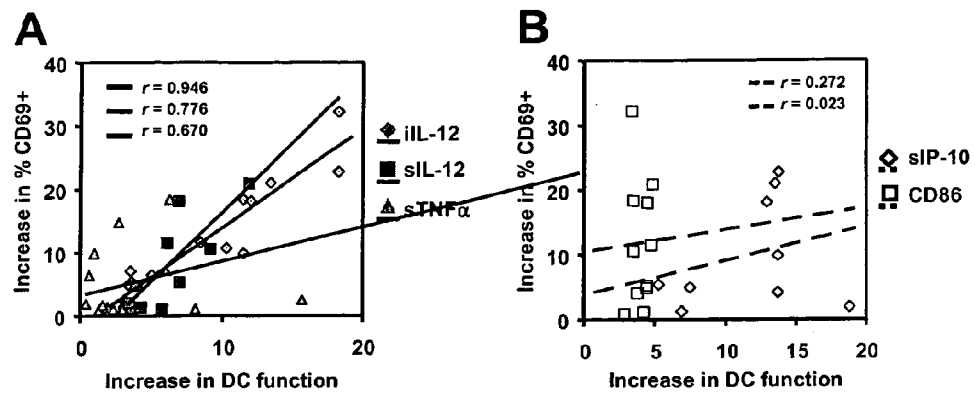 A
B
Increase in % CD69+
40
30
20
10
0
r = 0.946
r = 0.776
r = 0.670
0
10
20
Increase in DC function
iIL-12
sIL-12
sTNFα
Increase in % CD69+
40
30
20
10
0
r = 0.272
r = 0.023
0
5
10
15
20
Increase in DC function
sIP-10
CD86